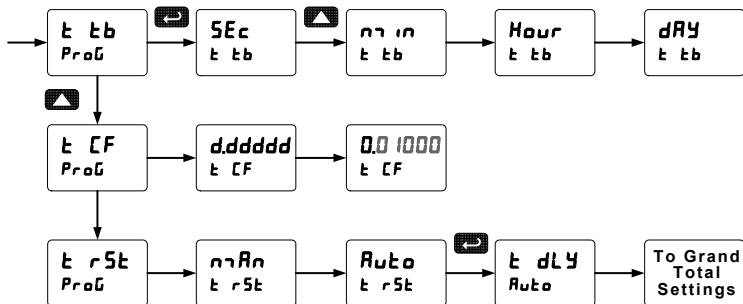 t tb
ProG
SEc
t tb
min
t tb
Hour
t tb
dAY
t tb
t CF
ProG
d.ddddd
t CF
0.01000
t CF
t rSt
ProG
mAn
t rSt
Auto
t rSt
t dLY
Auto
To Grand
Total
Settings